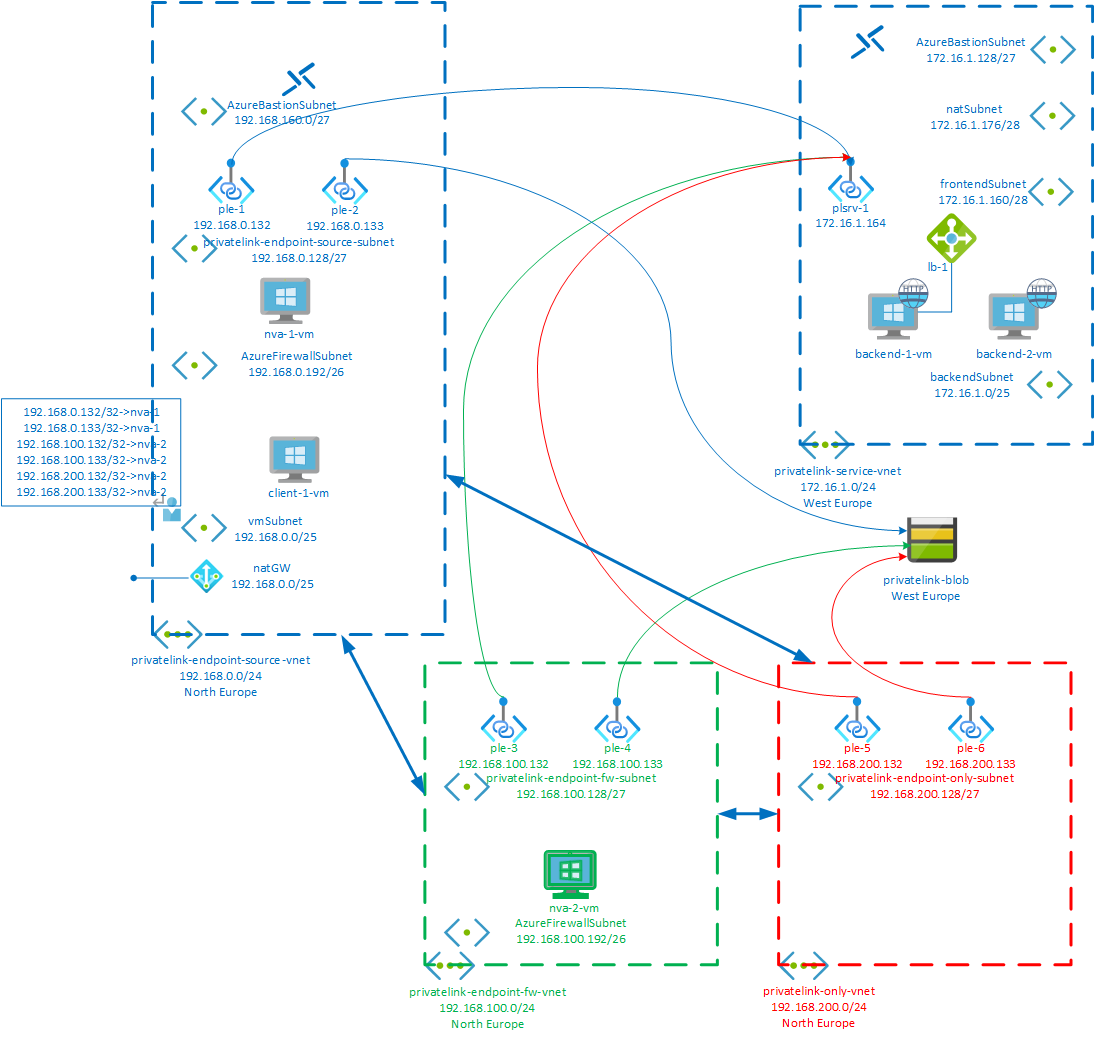 AzureBastionSubnet
192.168.160.0/27
ple-1
192.168.0.132
ple-2
192.168.0.133
privatelink-endpoint-source-subnet
192.168.0.128/27
nva-1-vm
AzureFirewallSubnet
192.168.0.192/26
192.168.0.132/32->nva-1
192.168.0.133/32->nva-1
192.168.100.132/32->nva-2
192.168.100.133/32->nva-2
192.168.200.132/32->nva-2
192.168.200.133/32->nva-2
client-1-vm
vmSubnet
192.168.0.0/25
natGW
192.168.0.0/25
privatelink-endpoint-source-vnet
192.168.0.0/24
North Europe
AzureBastionSubnet
172.16.1.128/27
natSubnet
172.16.1.176/28
frontendSubnet
172.16.1.160/28
plsrv-1
172.16.1.164
lb-1
HTTP
HTTP
backend-1-vm
backend-2-vm
backendSubnet
172.16.1.0/25
privatelink-service-vnet
172.16.1.0/24
West Europe
privatelink-blob
West Europe
ple-3
192.168.100.132
ple-4
192.168.100.133
privatelink-endpoint-fw-subnet
192.168.100.128/27
nva-2-vm
AzureFirewallSubnet
192.168.100.192/26
privatelink-endpoint-fw-vnet
192.168.100.0/24
North Europe
ple-5
192.168.200.132
ple-6
192.168.200.133
privatelink-endpoint-only-subnet
192.168.200.128/27
privatelink-only-vnet
192.168.200.0/24
North Europe